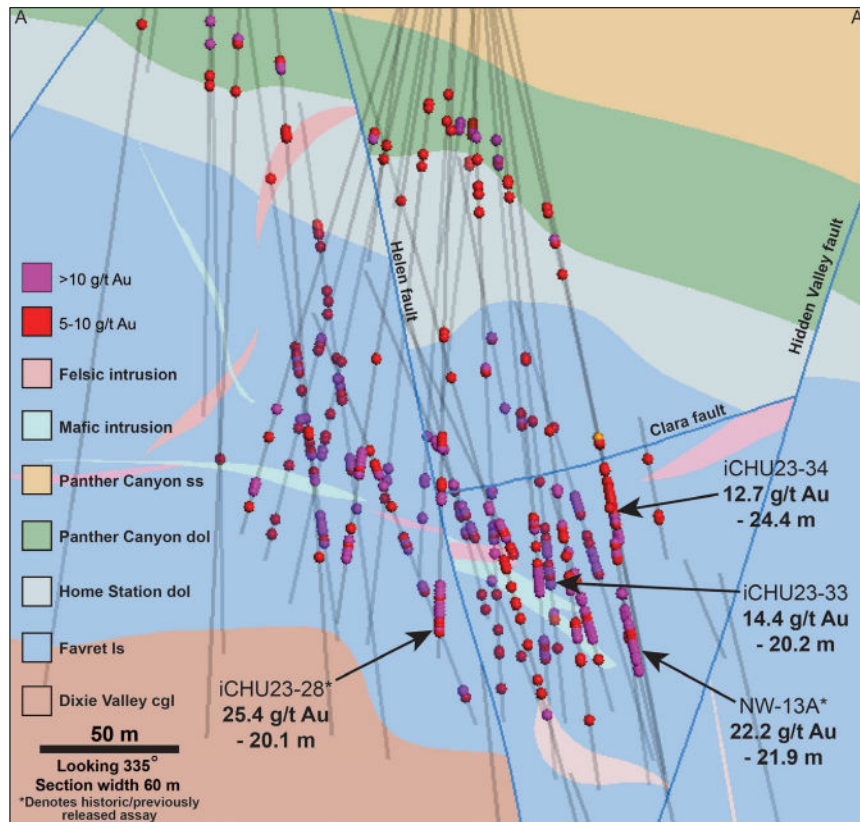 A
A
Helen fault
Hidden Valley fault
Clara fault
>10 g/t Au
5-10 g/t Au
Felsic intrusion
Mafic intrusion
Panther Canyon ss
Panther Canyon dol
Home Station dol
Favret ls
Dixie Valley cgl
50 m
Looking 335°
Section width 60 m
*Denotes historic/previously
released assay
iCHU23-34
12.7 g/t Au
- 24.4 m
iCHU23-33
14.4 g/t Au
- 20.2 m
iCHU23-28*
25.4 g/t Au
- 20.1 m
NW-13A*
22.2 g/t Au
- 21.9 m